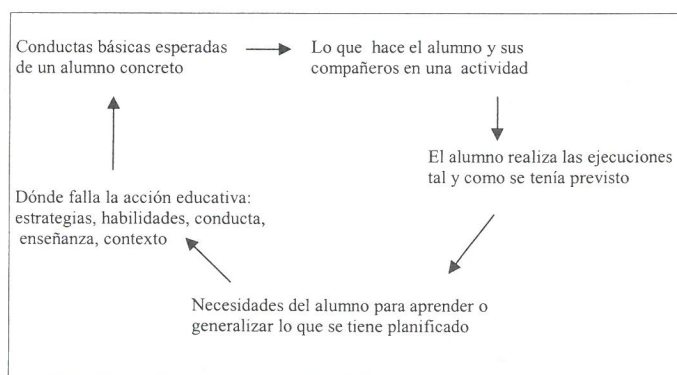 Conductas básicas esperadas
de un alumno concreto
Lo que hace el alumno y sus
compañeros en una actividad
El alumno realiza las ejecuciones
tal y como se tenía previsto
Necesidades del alumno para aprender o
generalizar lo que se tiene planificado
Dónde falla la acción educativa:
estrategias, habilidades, conducta,
enseñanza, contexto